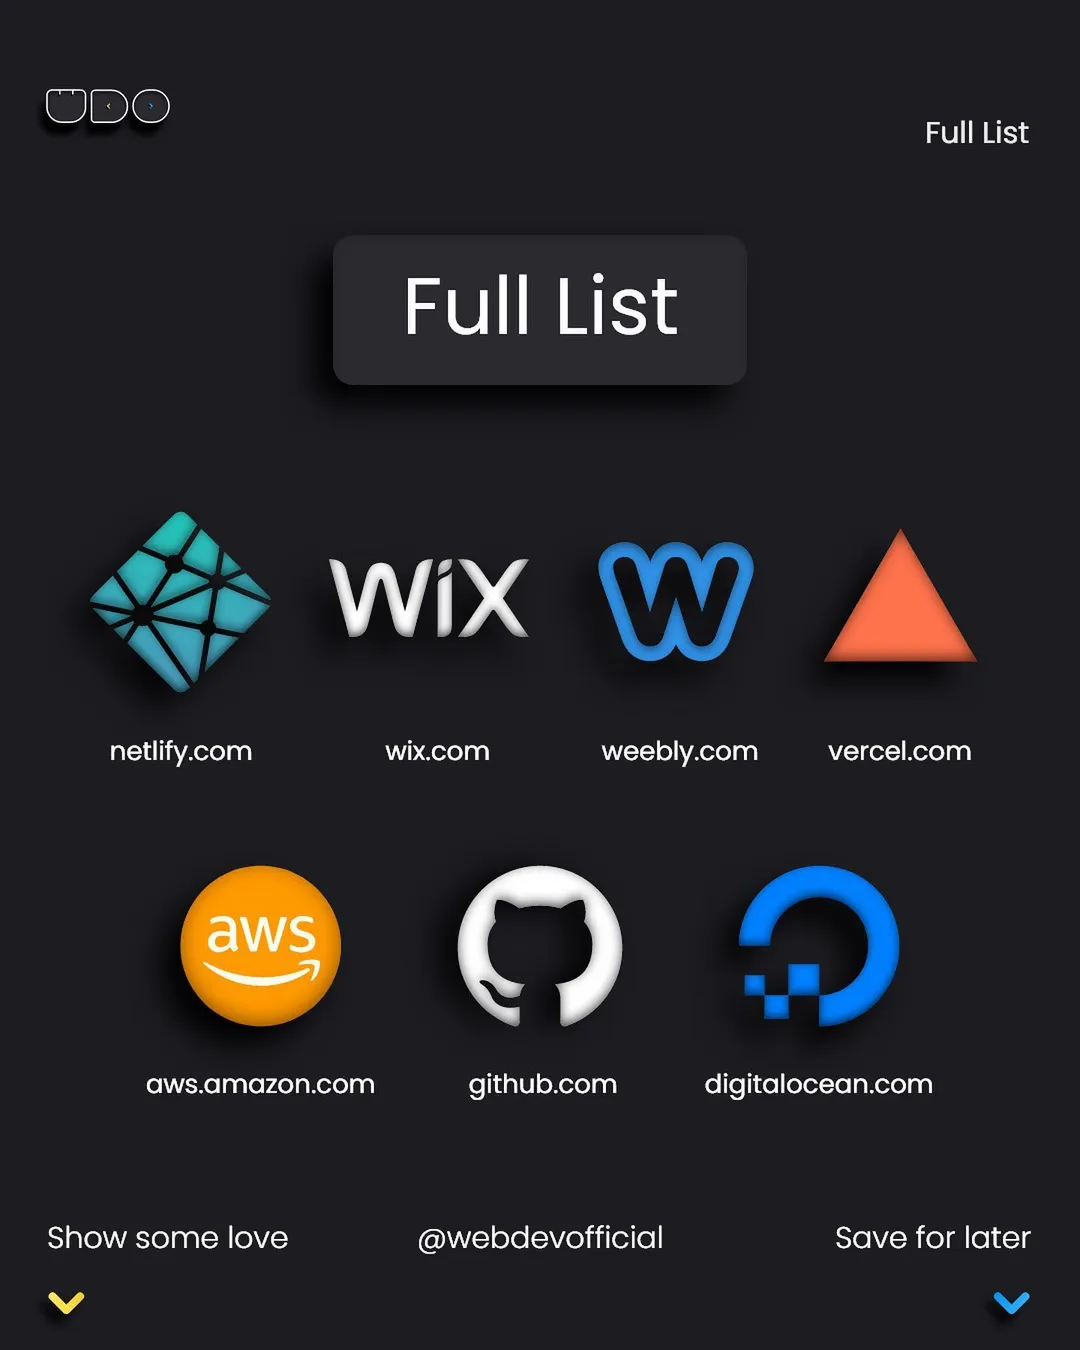 WDO
Full List
Full List
WiX
W
netlify.com wix.com weebly.com vercel.com
aws
aws.amazon.com github.com digitalocean.com
Show some love @webdevofficial Save for later